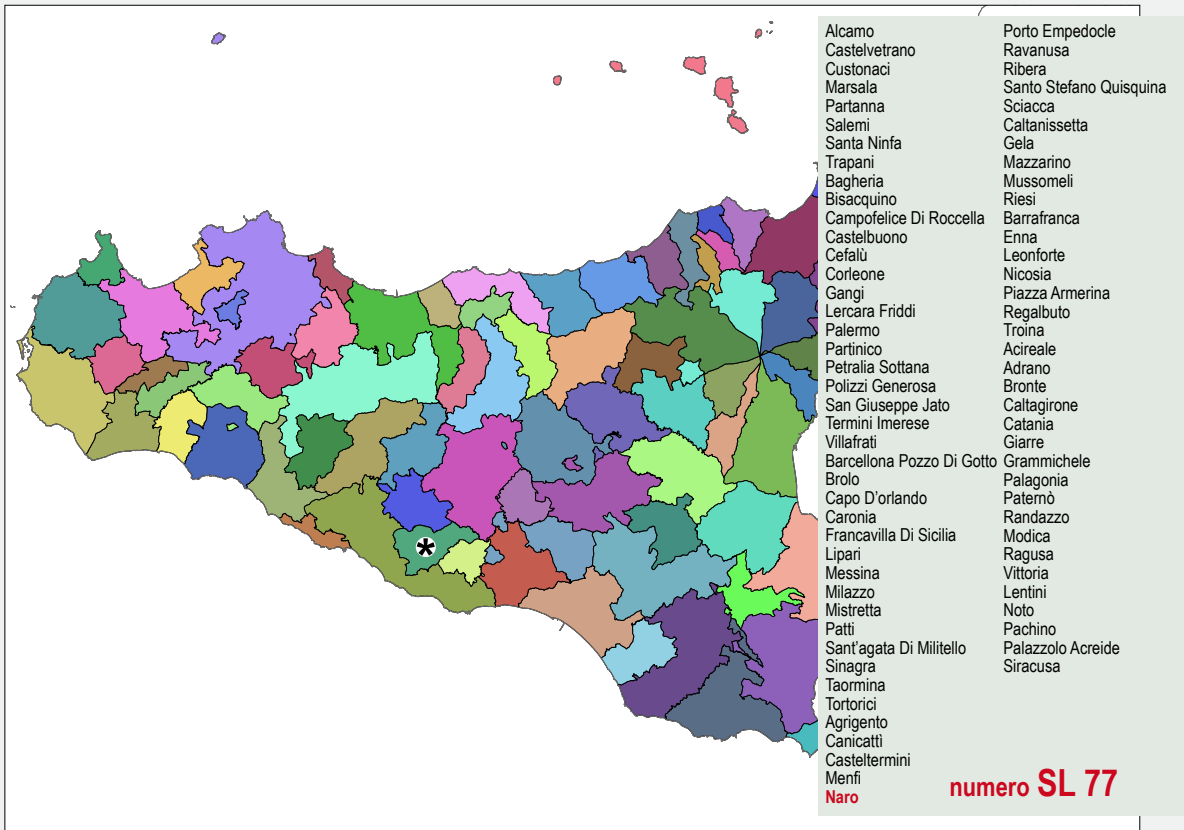 Alcamo
Castelvetrano
Custonaci
Marsala
Partanna
Salemi
Santa Ninfa
Trapani
Bagheria
Bisacquino
Campofelice Di Roccella
Castelbuono
Cefalù
Corleone
Gangi
Lercara Friddi
Palermo
Partinico
Petralia Sottana
Polizzi Generosa
San Giuseppe Jato
Termini Imerese
Villafrati
Barcellona Pozzo Di Gotto
Brolo
Capo D'orlando
Caronia
Francavilla Di Sicilia
Lipari
Messina
Milazzo
Mistretta
Patti
Sant'agata Di Militello
Sinagra
Taormina
Tortorici
Agrigento
Canicattì
Casteltermini
Menfi
Naro
Porto Empedocle
Ravanusa
Ribera
Santo Stefano Quisquina
Sciacca
Caltanissetta
Gela
Mazzarino
Mussomeli
Riesi
Barrafranca
Enna
Leonforte
Nicosia
Piazza Armerina
Regalbuto
Troina
Acireale
Adrano
Bronte
Caltagirone
Catania
Giarre
Grammichele
Palagonia
Paternò
Randazzo
Modica
Ragusa
Vittoria
Lentini
Noto
Pachino
Palazzolo Acreide
Siracusa
numero SL 77